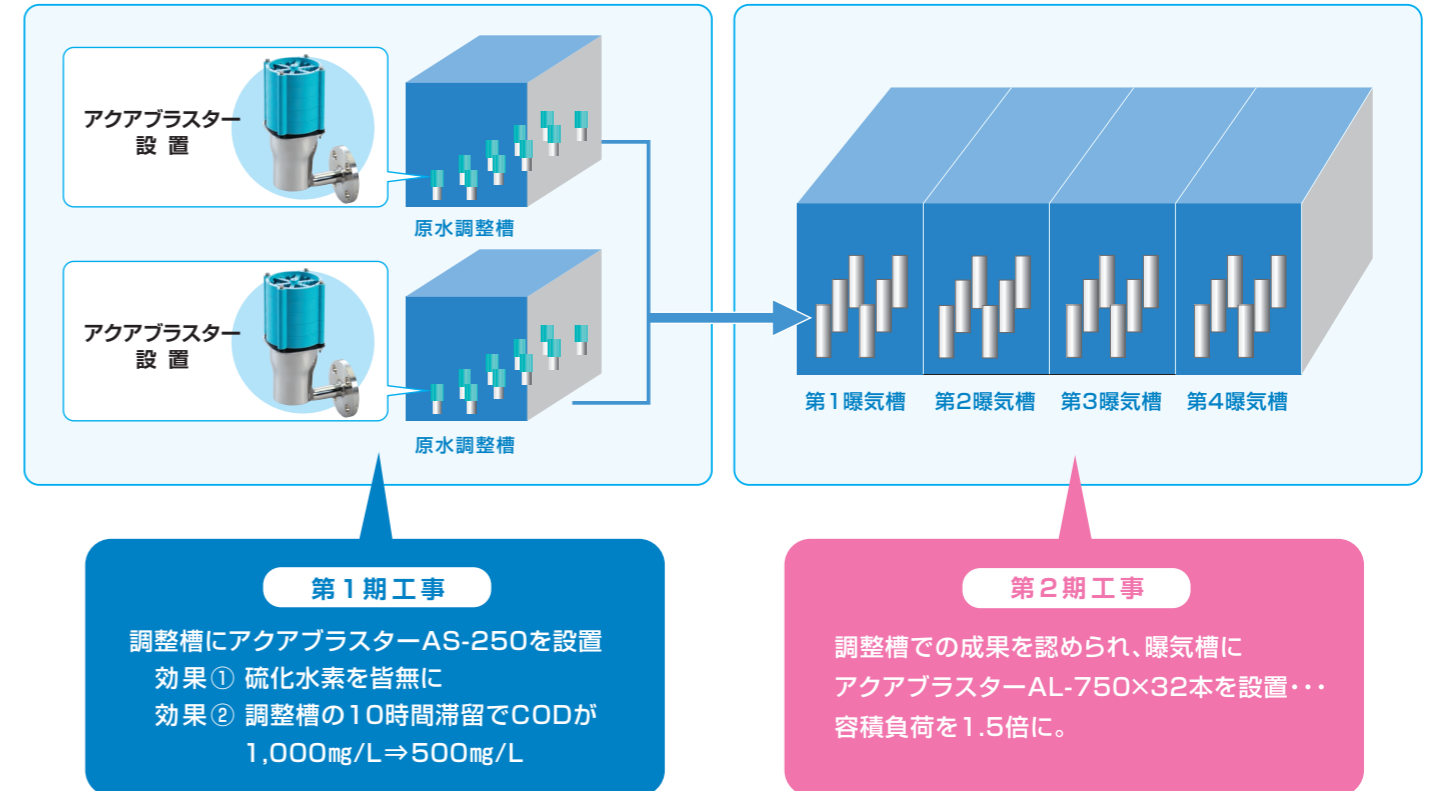 アクアブラスター
設 置
原水調整槽
アクアブラスター
設 置
原水調整槽
第1曝気槽
第2曝気槽
第3曝気槽
第4曝気槽
第1期工事
調整槽にアクアブラスターAS-250を設置
効果① 硫化水素を皆無に
効果② 調整槽の10時間滞留でCODが
1,000㎎/L⇒500㎎/L
第2期工事
調整槽での成果を認められ、曝気槽に
アクアブラスターAL-750×32本を設置･･･
容積負荷を1.5倍に。